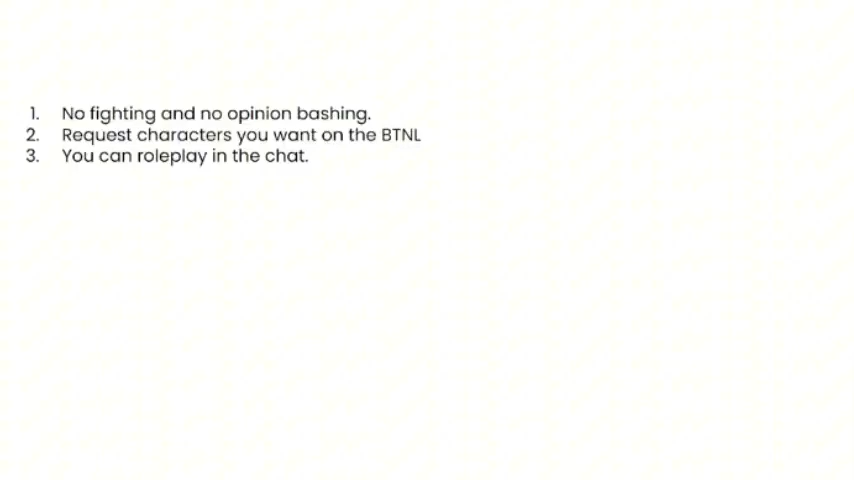 1. No fighting and no opinion bashing.
2. Request characters you want on the BTNL
3. You can roleplay in the chat.